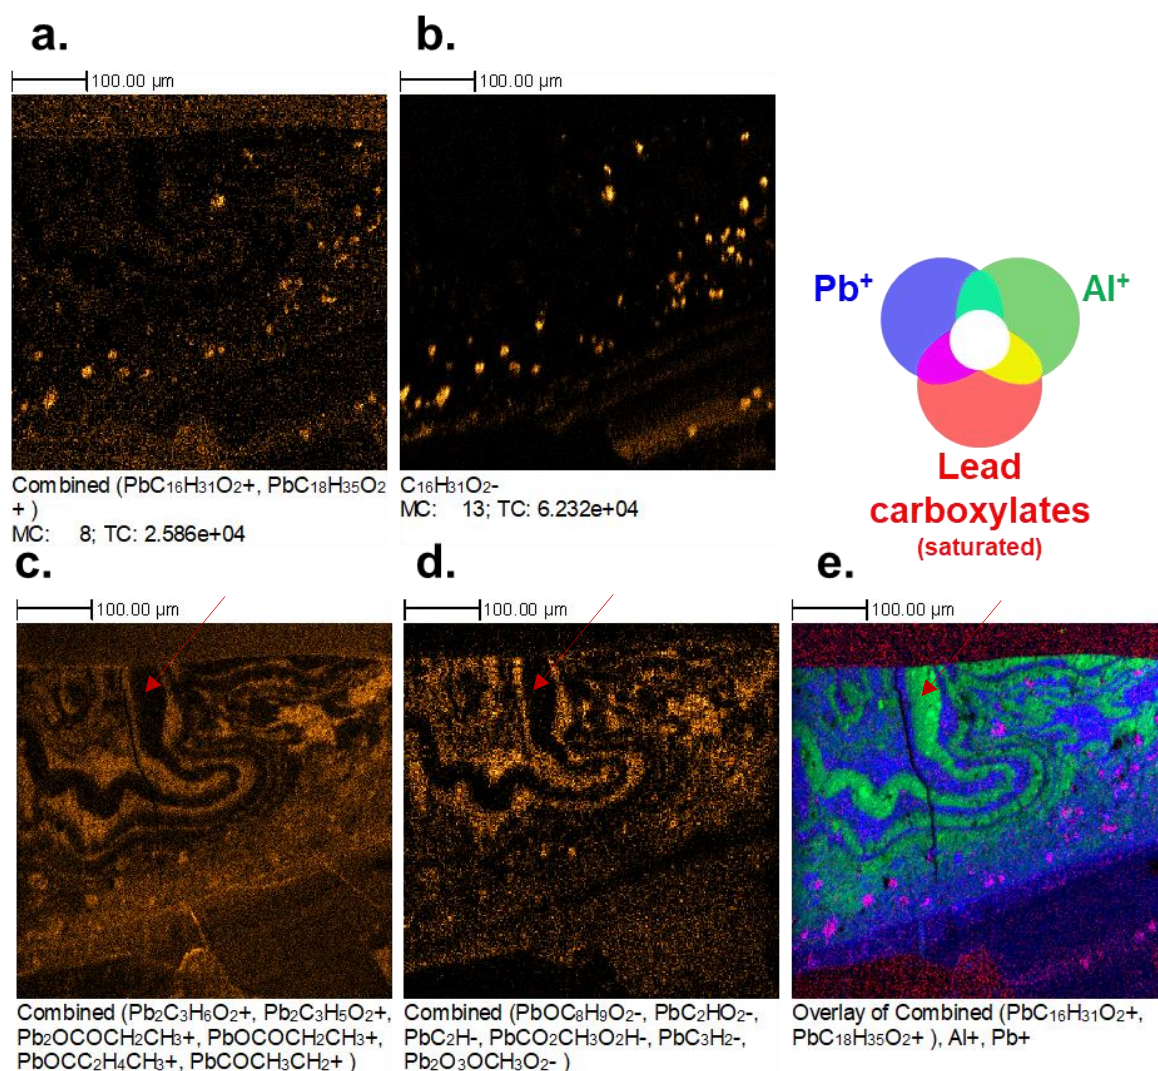 a.
b.
100.00 µm
100.00 µm
Combined (PbC₁₆H₃₁O₂+, PbC₁₈H₃₅O₂
+ )
MC: 8; TC: 2.586e+04
C₁₆H₃₁O₂-
MC: 13; TC: 6.232e+04
Pb⁺
Al⁺
Lead
carboxylates
(saturated)
c.
d.
e.
100.00 µm
100.00 µm
100.00 µm
Combined (Pb₂C₃H₆O₂+, Pb₂C₃H₅O₂+,
Pb₂OCOCH₂CH₃+, PbOCOCH₂CH₃+,
PbOCC₂H₄CH₃+, PbCOCH₃CH₂+ )
Combined (PbOC₈H₉O₂-, PbC₂HO₂-,
PbC₂H-, PbCO₂CH₃O₂H-, PbC₃H₂-,
Pb₂O₃OCH₃O₂- )
Overlay of Combined (PbC₁₆H₃₁O₂+,
PbC₁₈H₃₅O₂+ ), Al+, Pb+